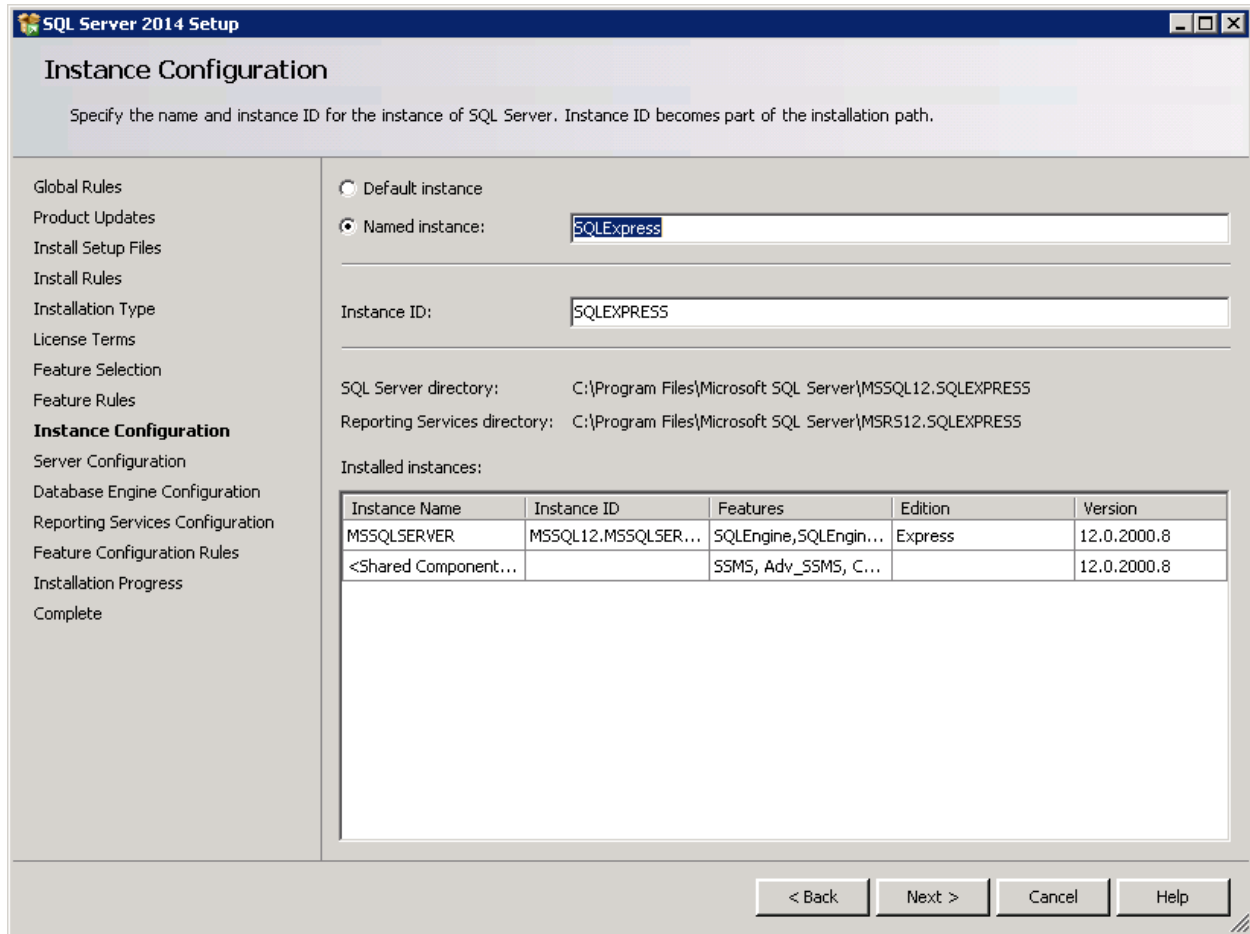 SQL Server 2014 Setup
Instance Configuration
Specify the name and instance ID for the instance of SQL Server. Instance ID becomes part of the installation path.
Global Rules
Product Updates
Install Setup Files
Install Rules
Installation Type
License Terms
Feature Selection
Feature Rules
Instance Configuration
Server Configuration
Database Engine Configuration
Reporting Services Configuration
Feature Configuration Rules
Installation Progress
Complete
Default instance
Named instance: SQLExpress
Instance ID: SQLEXPRESS
SQL Server directory: C:\Program Files\Microsoft SQL Server\MSSQL12.SQLEXPRESS
Reporting Services directory: C:\Program Files\Microsoft SQL Server\MSRS12.SQLEXPRESS
Installed instances:
Instance Name Instance ID Features Edition Version
MSSQLSERVER MSSQL12.MSSQLSER... SQLEngine,SQLEngin... Express 12.0.2000.8
<Shared Component... SSMS, Adv_SSMS, C... 12.0.2000.8
< Back Next > Cancel Help